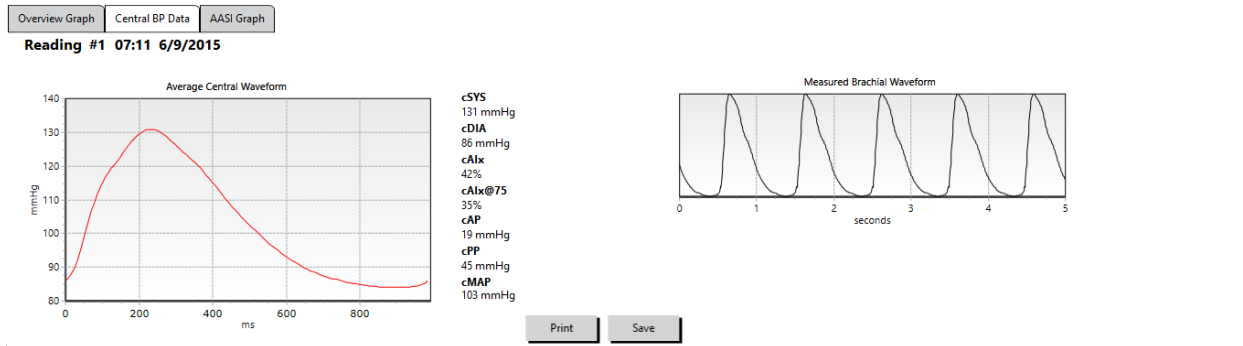 Overview Graph Central BP Data AASI Graph
Reading #1 07:11 6/9/2015
Average Central Waveform
140
130
120
110
100
90
80
mmHg
0 200 400 600 800
ms
cSYS
131 mmHg
cDIA
86 mmHg
cAIx
42%
cAIx@75
35%
cAP
19 mmHg
cPP
45 mmHg
cMAP
103 mmHg
Measured Brachial Waveform
0 1 2 3 4 5
seconds
Print Save